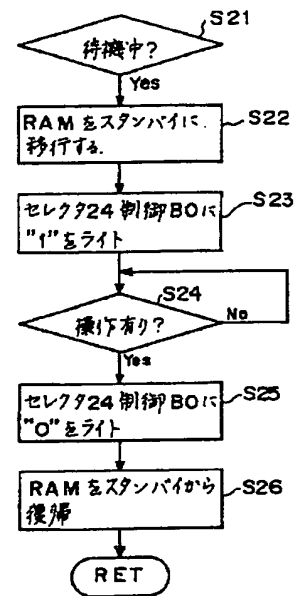 S21
待機中?
Yes
RAMをスタンバイに.
移行する.
S22
セレクタ24制御B0に
"1"をライト
S23
S24
操作有り?
No
Yes
セレクタ24制御B0に
"0"をライト
S25
RAMをスタンバイから
復帰
S26
RET